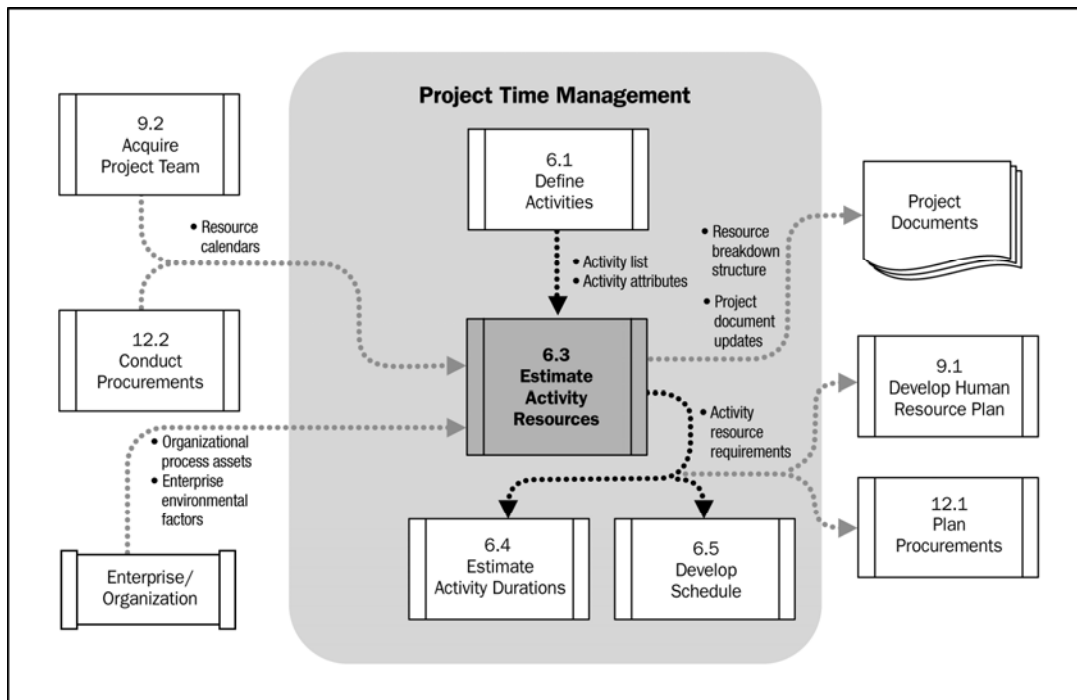 Project Time Management
9.2
Acquire
Project Team
6.1
Define
Activities
Project
Documents
• Resource
calendars
• Resource
breakdown
structure
• Activity list
• Activity attributes
• Project
document
updates
12.2
Conduct
Procurements
6.3
Estimate
Activity
Resources
9.1
Develop Human
Resource Plan
• Activity
resource
requirements
• Organizational
process assets
• Enterprise
environmental
factors
12.1
Plan
Procurements
6.4
Estimate
Activity Durations
6.5
Develop
Schedule
Enterprise/
Organization